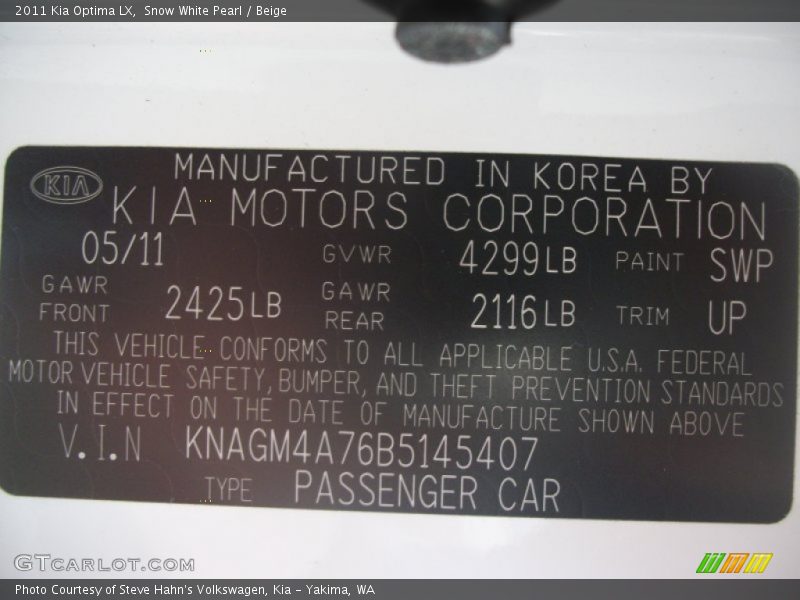 2011 Kia Optima LX,  Snow White Pearl / Beige
KIA
MANUFACTURED IN KOREA BY
KIA MOTORS CORPORATION
05/11 GVWR 4299LB PAINT SWP
GAWR FRONT 2425LB GAWR REAR 2116LB TRIM UP
THIS VEHICLE CONFORMS TO ALL APPLICABLE U.S.A. FEDERAL
MOTOR VEHICLE SAFETY, BUMPER, AND THEFT PREVENTION STANDARDS
IN EFFECT ON THE DATE OF MANUFACTURE SHOWN ABOVE
V.I.N KNAGM4A76B5145407
TYPE PASSENGER CAR
GTCARLOT.COM
Photo Courtesy of Steve Hahn's Volkswagen, Kia - Yakima, WA